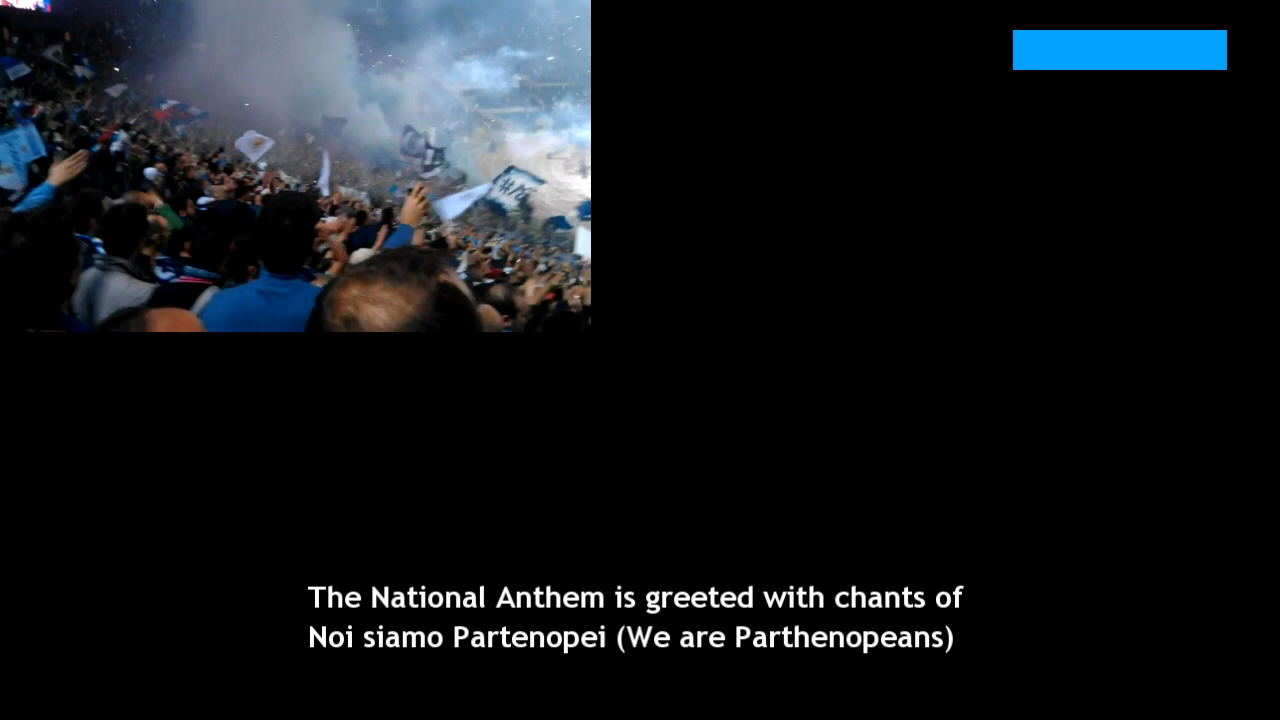 The National Anthem is greeted with chants of
Noi siamo Partenopei (We are Parthenopeans)